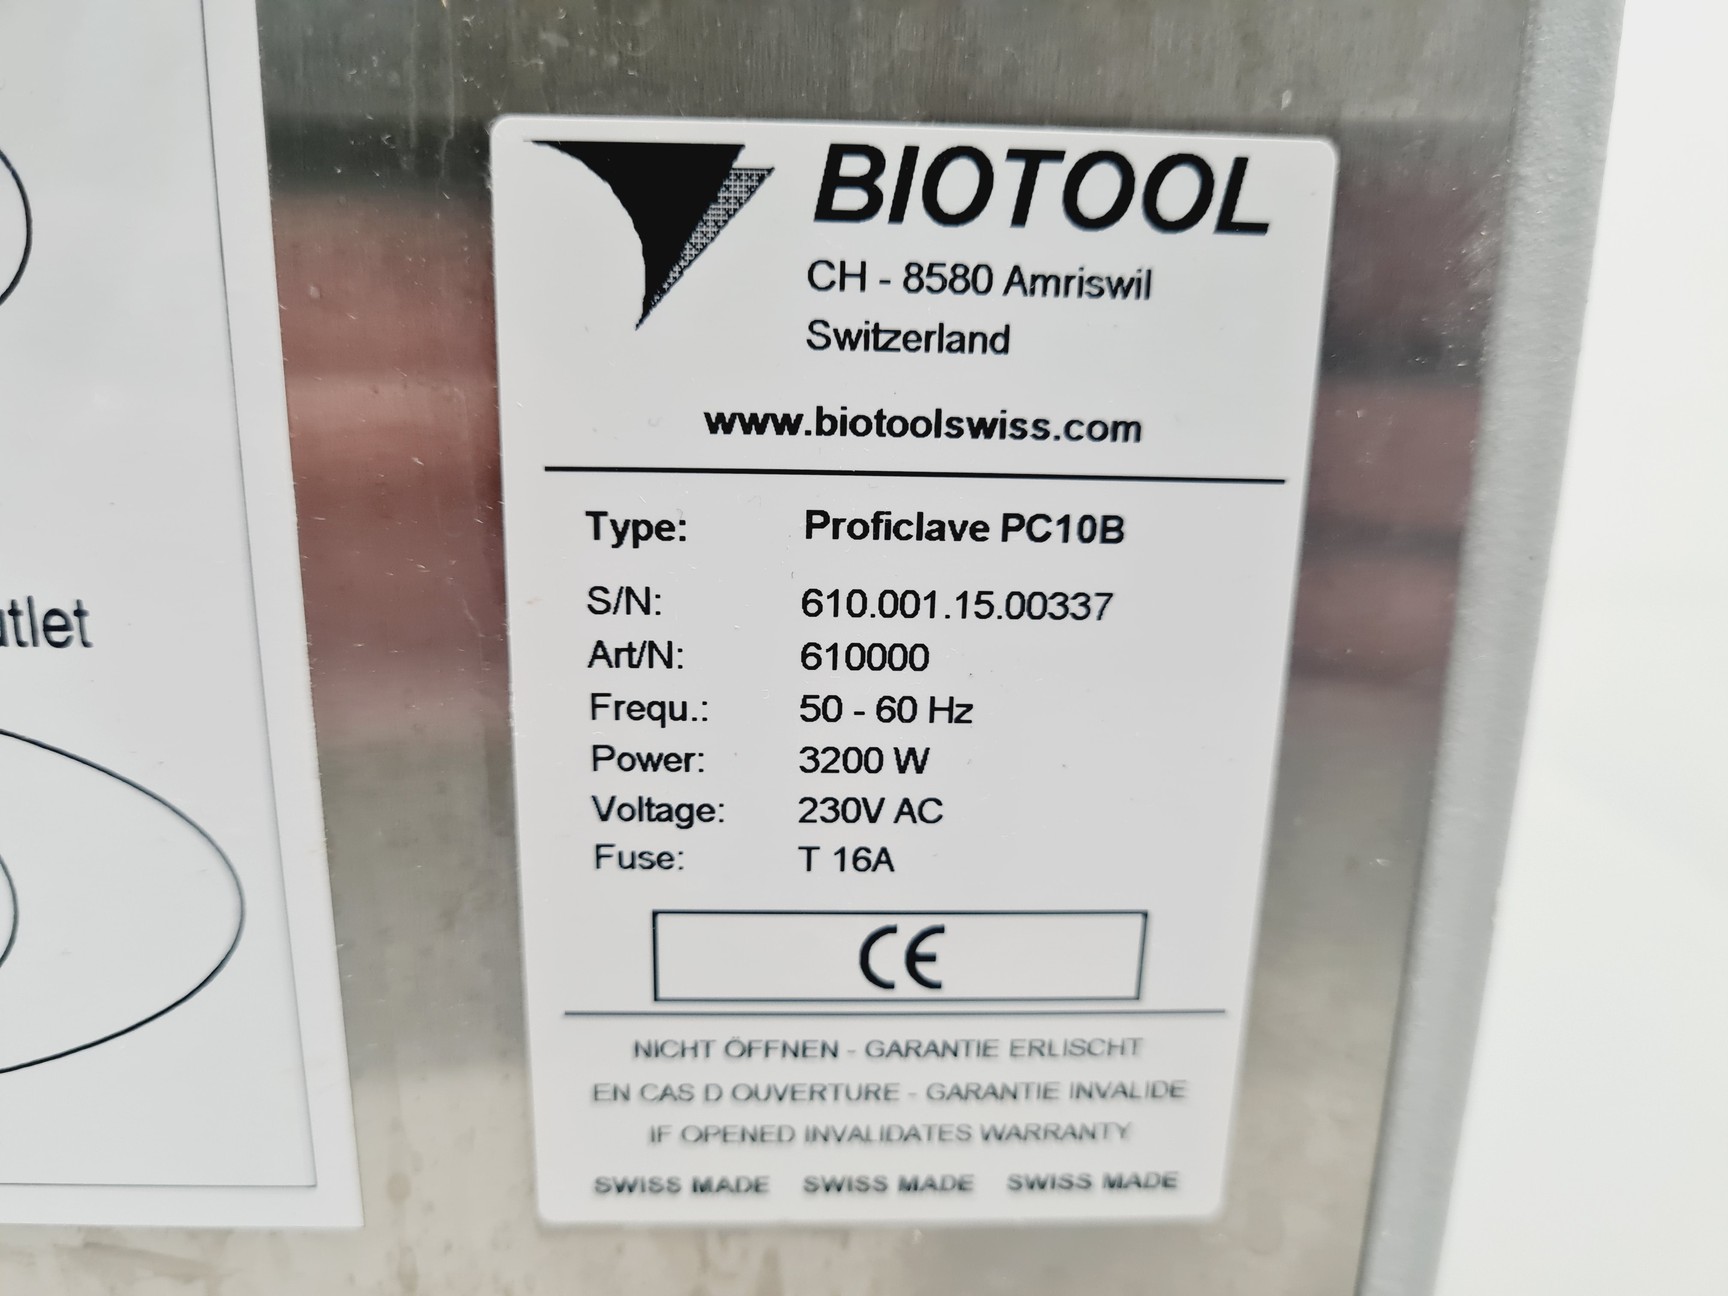 BIOTOOL
CH - 8580 Amriswil
Switzerland
www.biotoolswiss.com
Type: Proficlave PC10B
S/N: 610.001.15.00337
Art/N: 610000
Frequ.: 50 - 60 Hz
Power: 3200 W
Voltage: 230V AC
Fuse: T 16A
CE
NICHT ÖFFNEN - GARANTIE ERLISCHT
EN CAS D OUVERTURE - GARANTIE INVALIDE
IF OPENED INVALIDATES WARRANTY
SWISS MADE SWISS MADE SWISS MADE